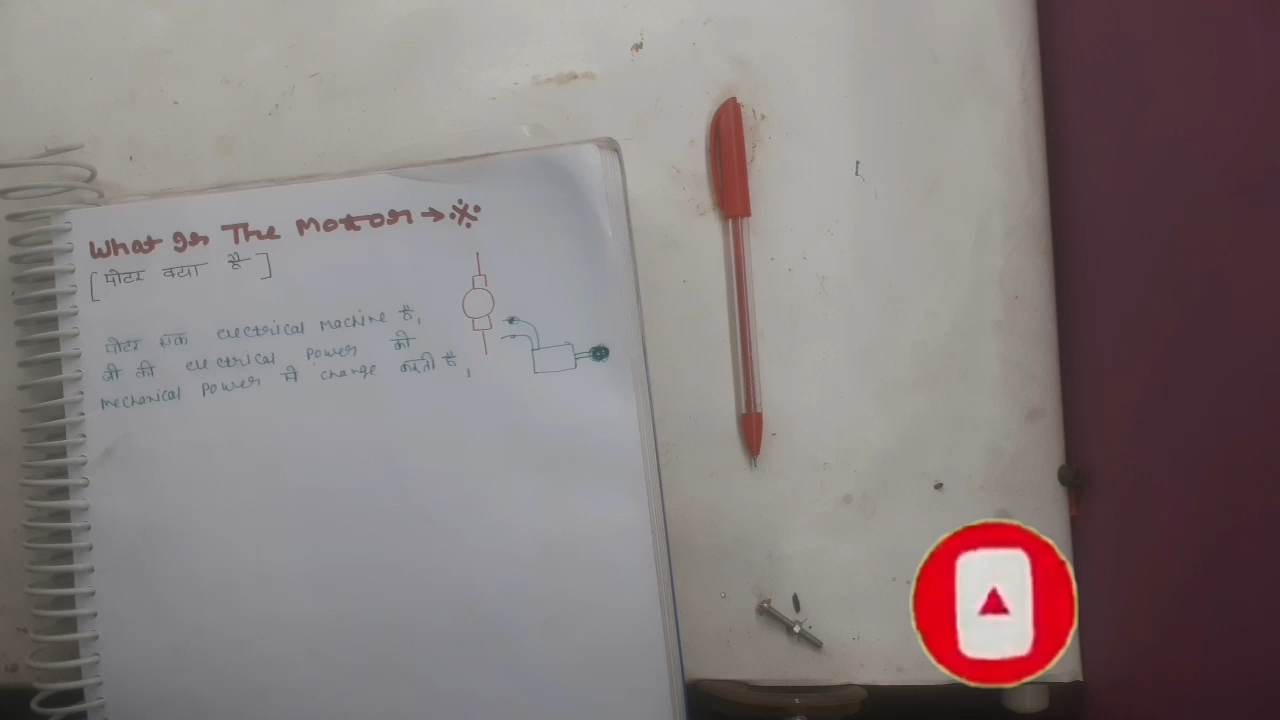 What Is The Motor →
[मोटर क्या है]
मोटर एक electrical machine है,
जो की electrical Power को
mechanical Power मे change करती है,